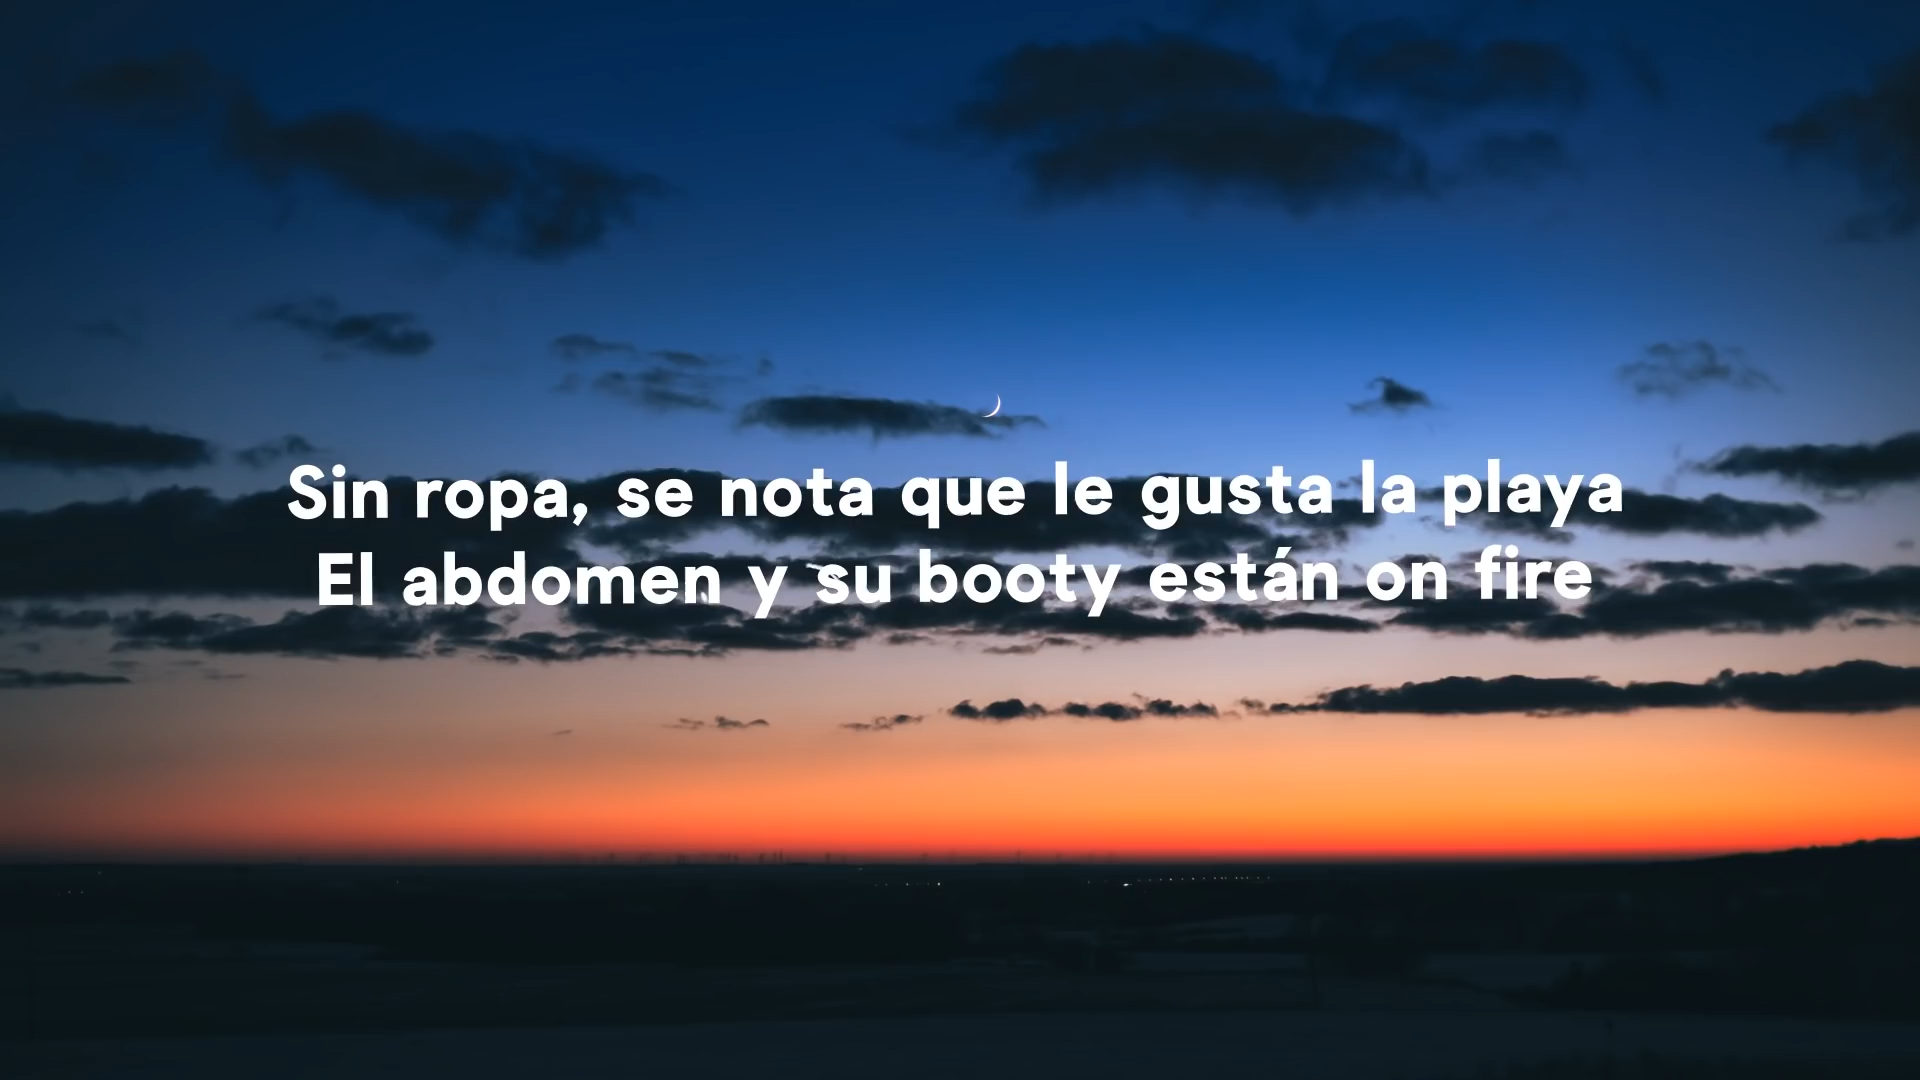 Sin ropa, se nota que le gusta la playa
El abdomen y su booty están on fire